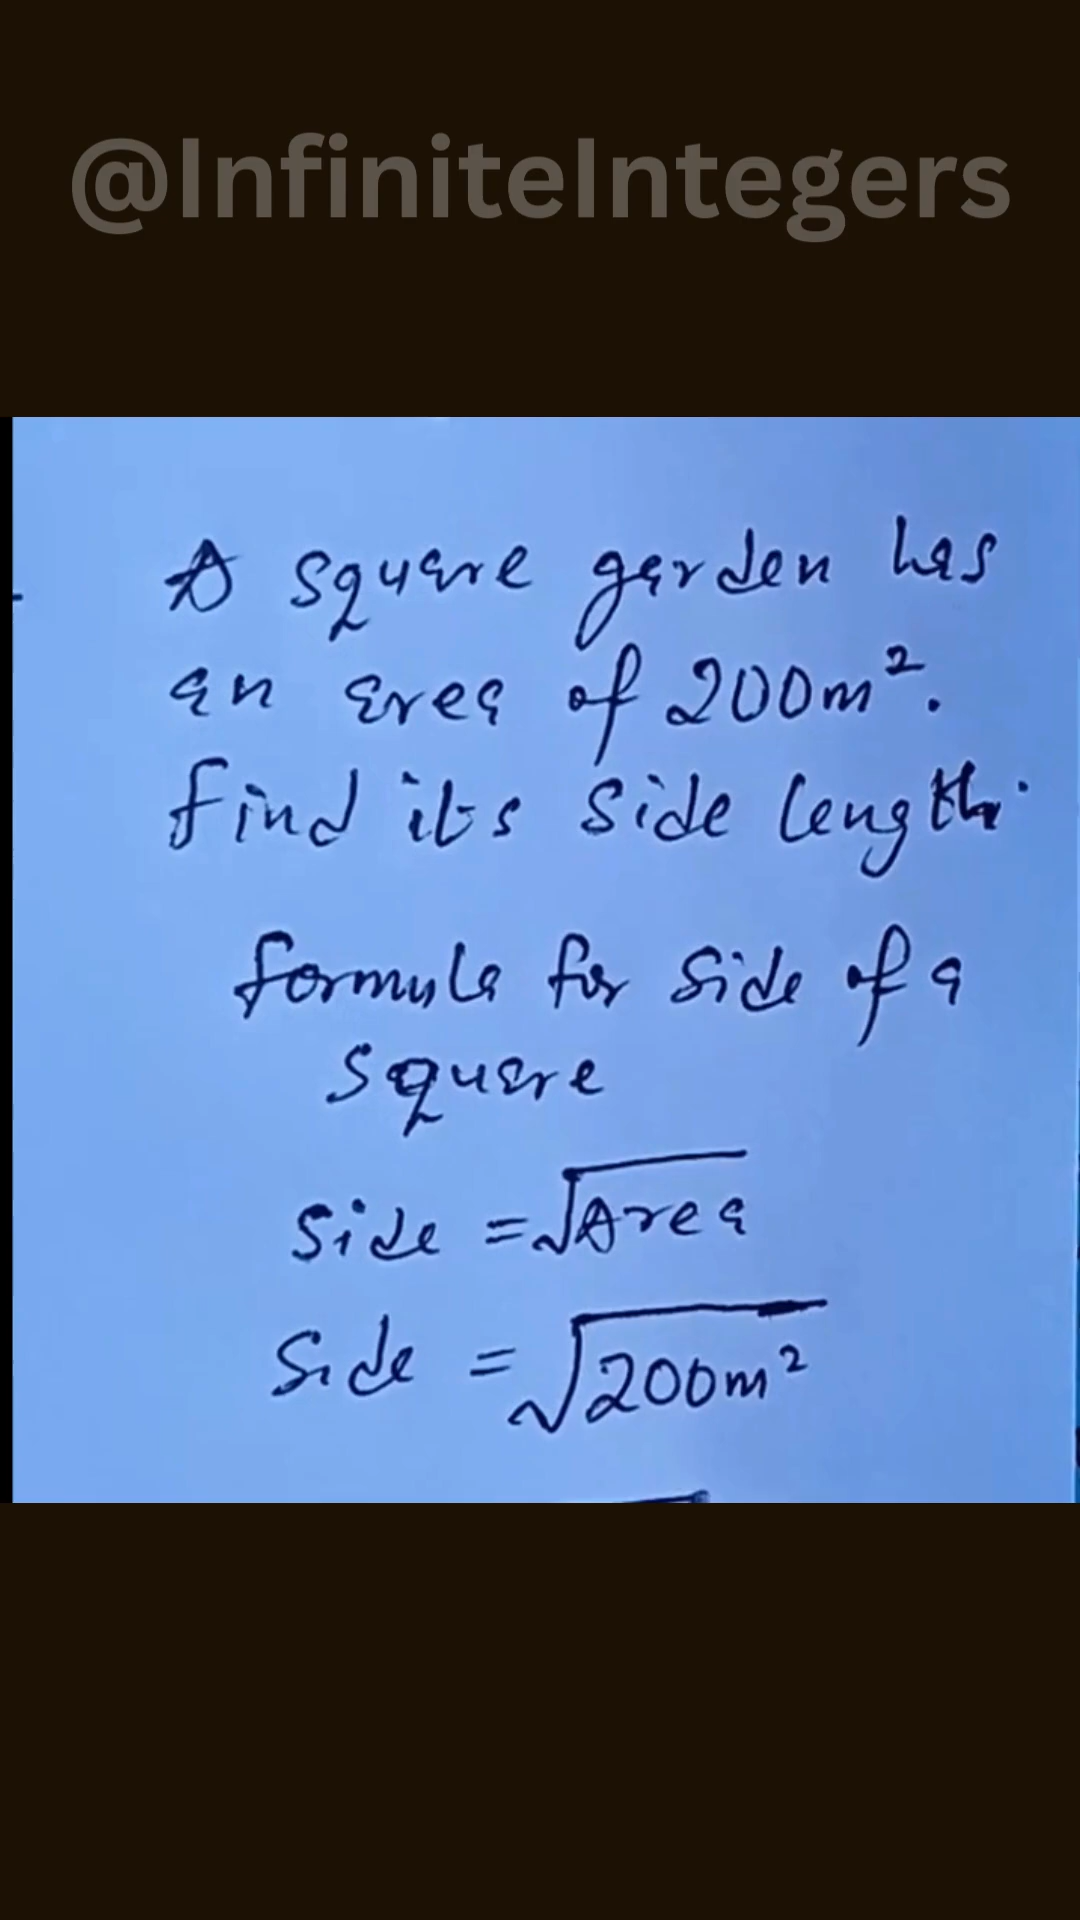 @InfiniteIntegers
A square garden has
an area of 200m².
find its side length.
formula for side of a
square
Side = √Area
Side = √200m²